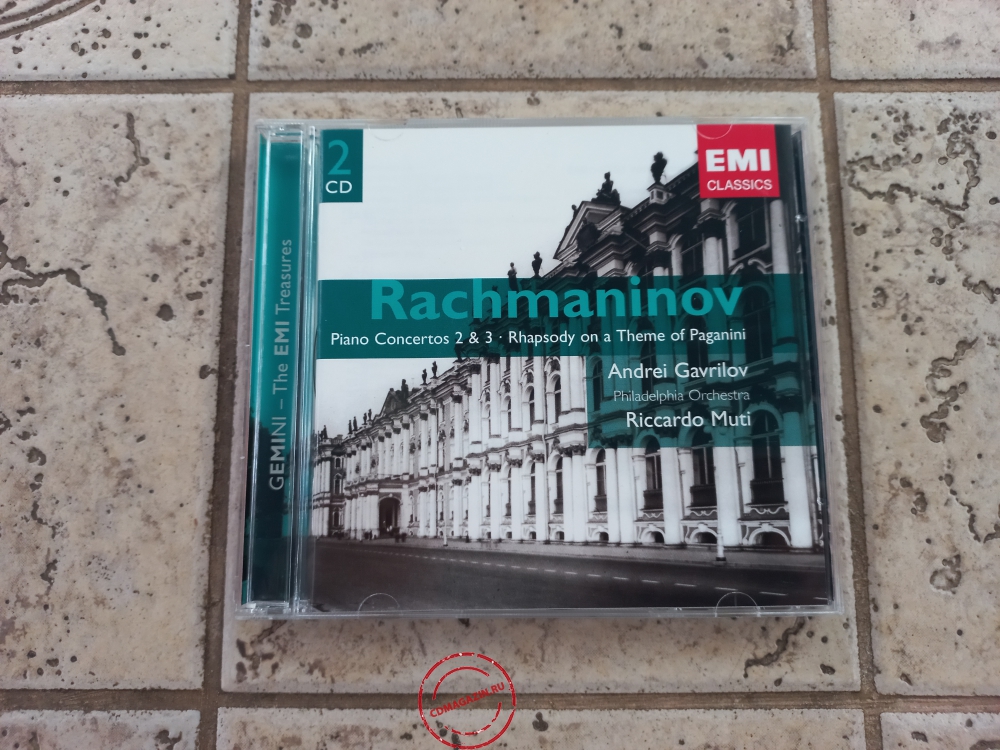 2
CD
EMI
CLASSICS
GEMINI – The EMI Treasures
Rachmaninov
Piano Concertos 2 & 3 · Rhapsody on a Theme of Paganini
Andrei Gavrilov
Philadelphia Orchestra
Riccardo Muti
CDMAGAZIN.RU